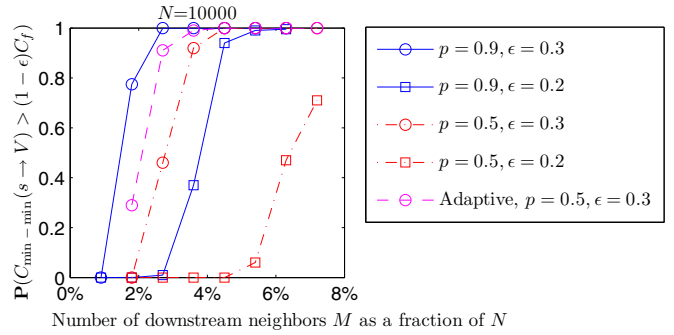 N=10000
P(C_{min−min}(s → V) > (1 − ϵ)C_f)
1
0.8
0.6
0.4
0.2
0
0% 2% 4% 6% 8%
Number of downstream neighbors M as a fraction of N
p = 0.9, ϵ = 0.3
p = 0.9, ϵ = 0.2
p = 0.5, ϵ = 0.3
p = 0.5, ϵ = 0.2
Adaptive, p = 0.5, ϵ = 0.3